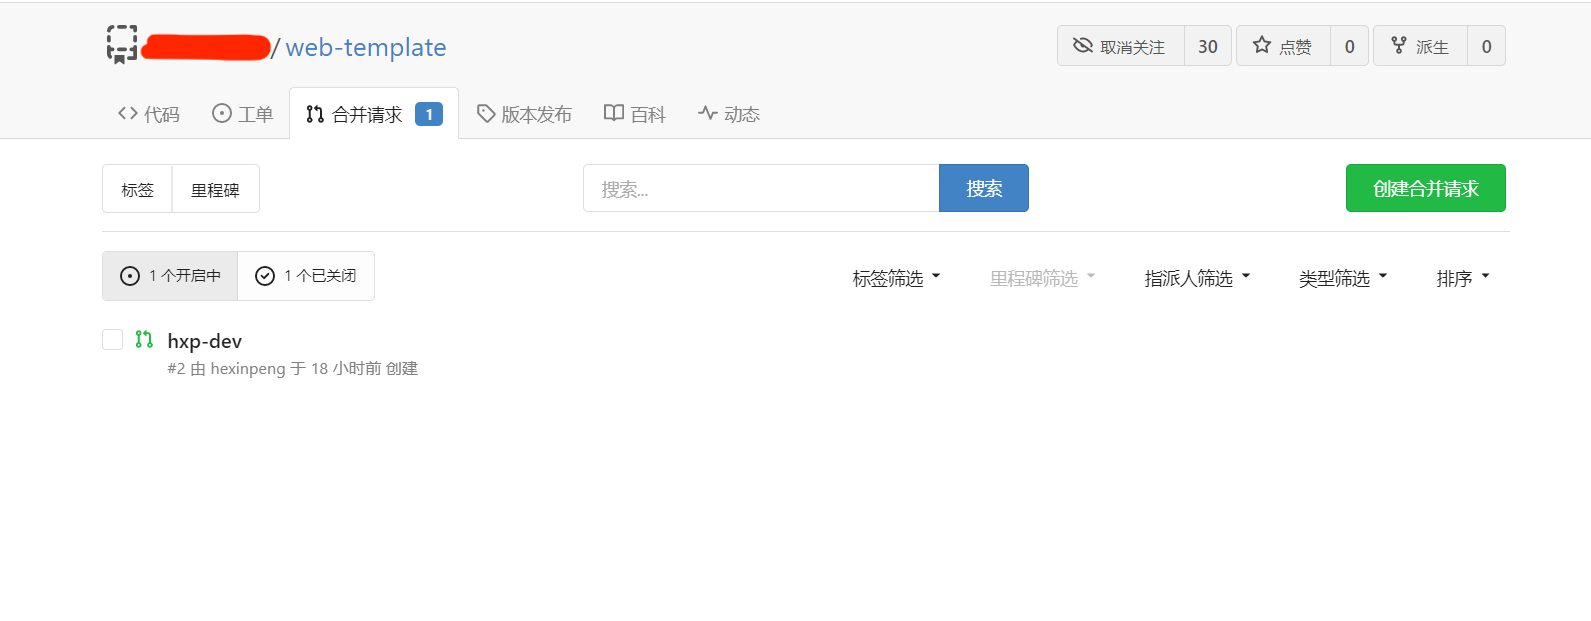 / web-template
取消关注 30 点赞 0 派生 0
代码 工单 合并请求 1 版本发布 百科 动态
标签 里程碑 搜索... 搜索 创建合并请求
1 个开启中 1 个已关闭 标签筛选 里程碑筛选 指派人筛选 类型筛选 排序
hxp-dev
#2 由 hexinpeng 于 18 小时前 创建